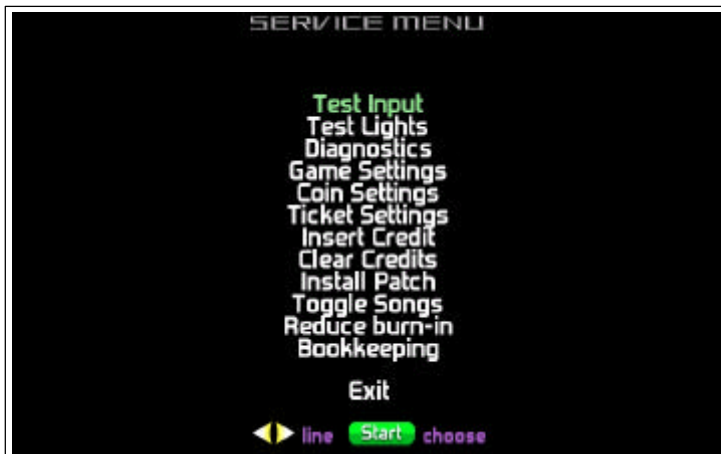 SERVICE MENU
Test Input
Test Lights
Diagnostics
Game Settings
Coin Settings
Ticket Settings
Insert Credit
Clear Credits
Install Patch
Toggle Songs
Reduce burn-in
Bookkeeping
Exit
line Start choose